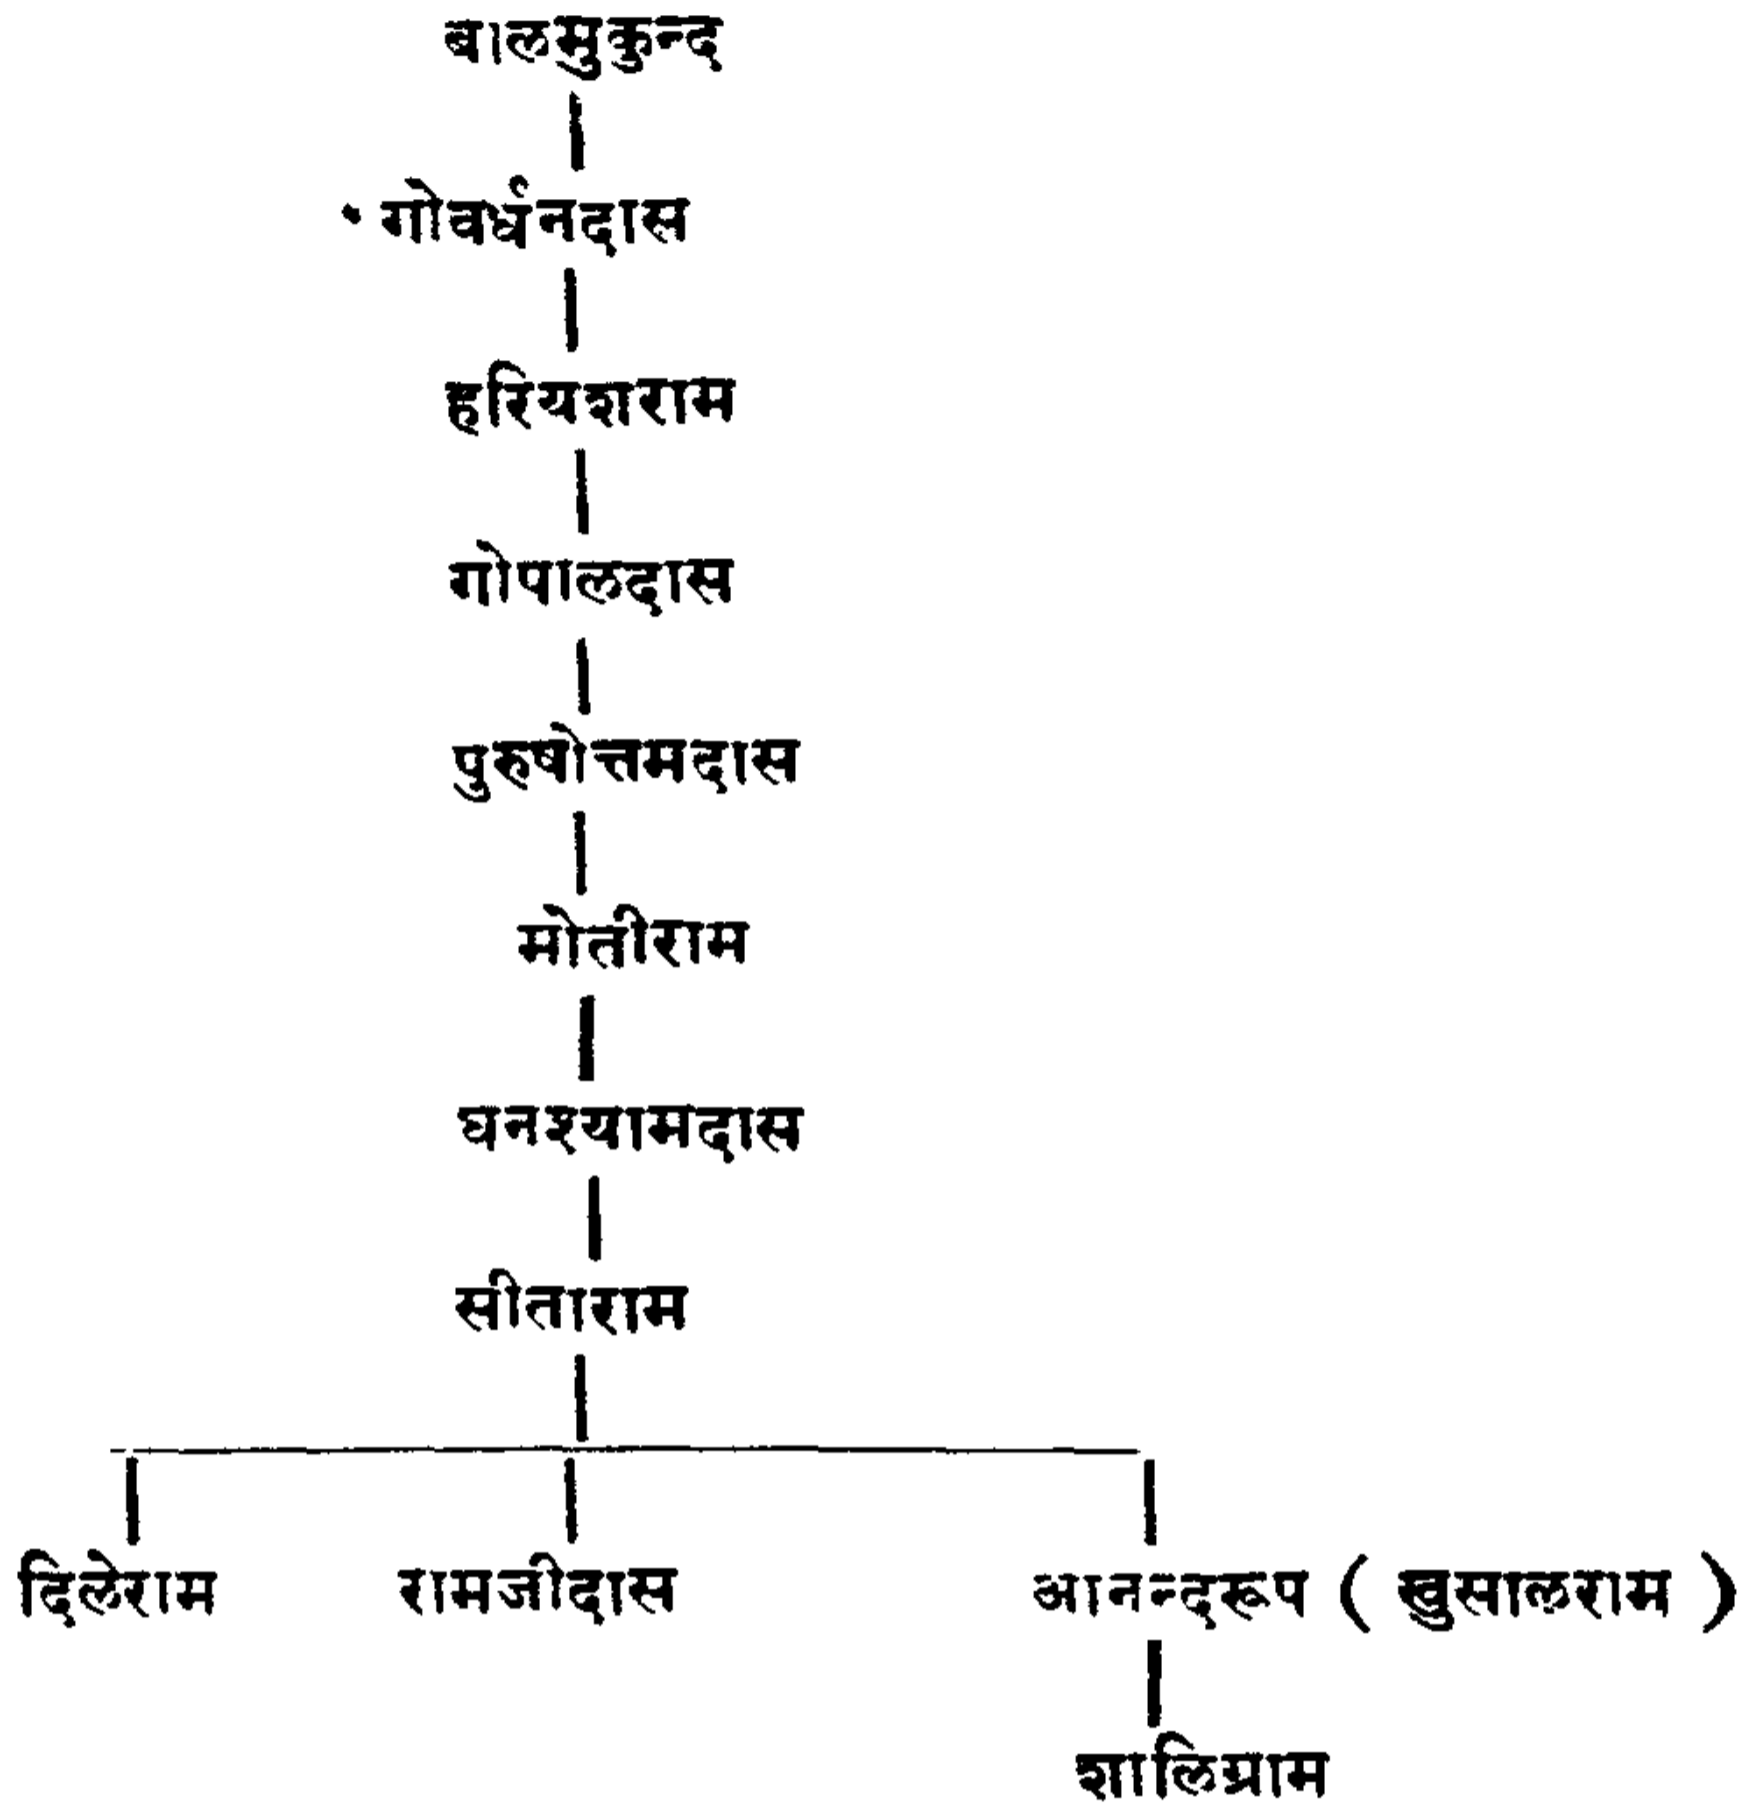 बालमुकुन्द
गोवर्धनदास
हरियशराम
गोपालदास
पुरुषोत्तमदास
मोतीराम
घनश्यामदास
सीताराम
दिलेराम रामजीदास आनन्दरूप ( खुसालराम )
शालिग्राम